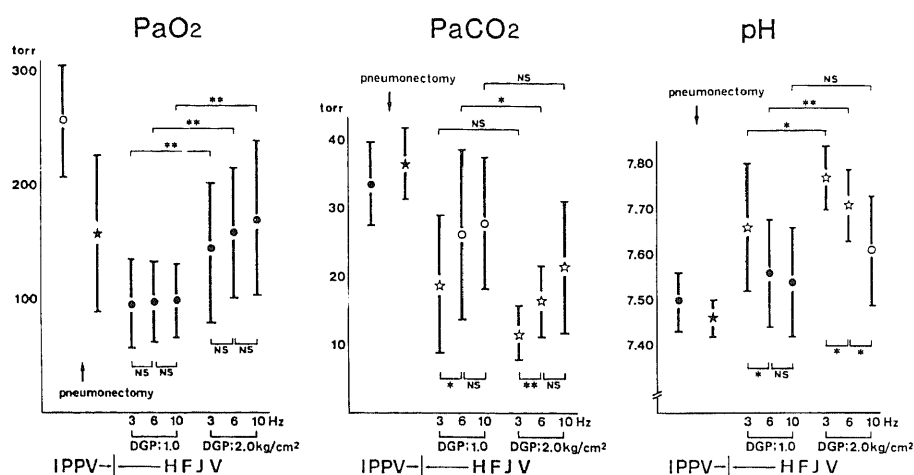 PaO2
torr
300
200
100
**
**
**
NS
NS
NS
NS
pneumonectomy
3 6 10 3 6 10 Hz
DGP:1.0 DGP:2.0kg/cm2
IPPV HFJV
PaCO2
pneumonectomy
torr
40
30
20
10
NS
*
NS
*
NS
**
NS
3 6 10 3 6 10 Hz
DGP:1.0 DGP:2.0kg/cm2
IPPV HFJV
pH
pneumonectomy
7.80
7.70
7.60
7.50
7.40
NS
**
*
*
NS
*
*
3 6 10 3 6 10 Hz
DGP:1.0 DGP:2.0kg/cm2
IPPV HFJV